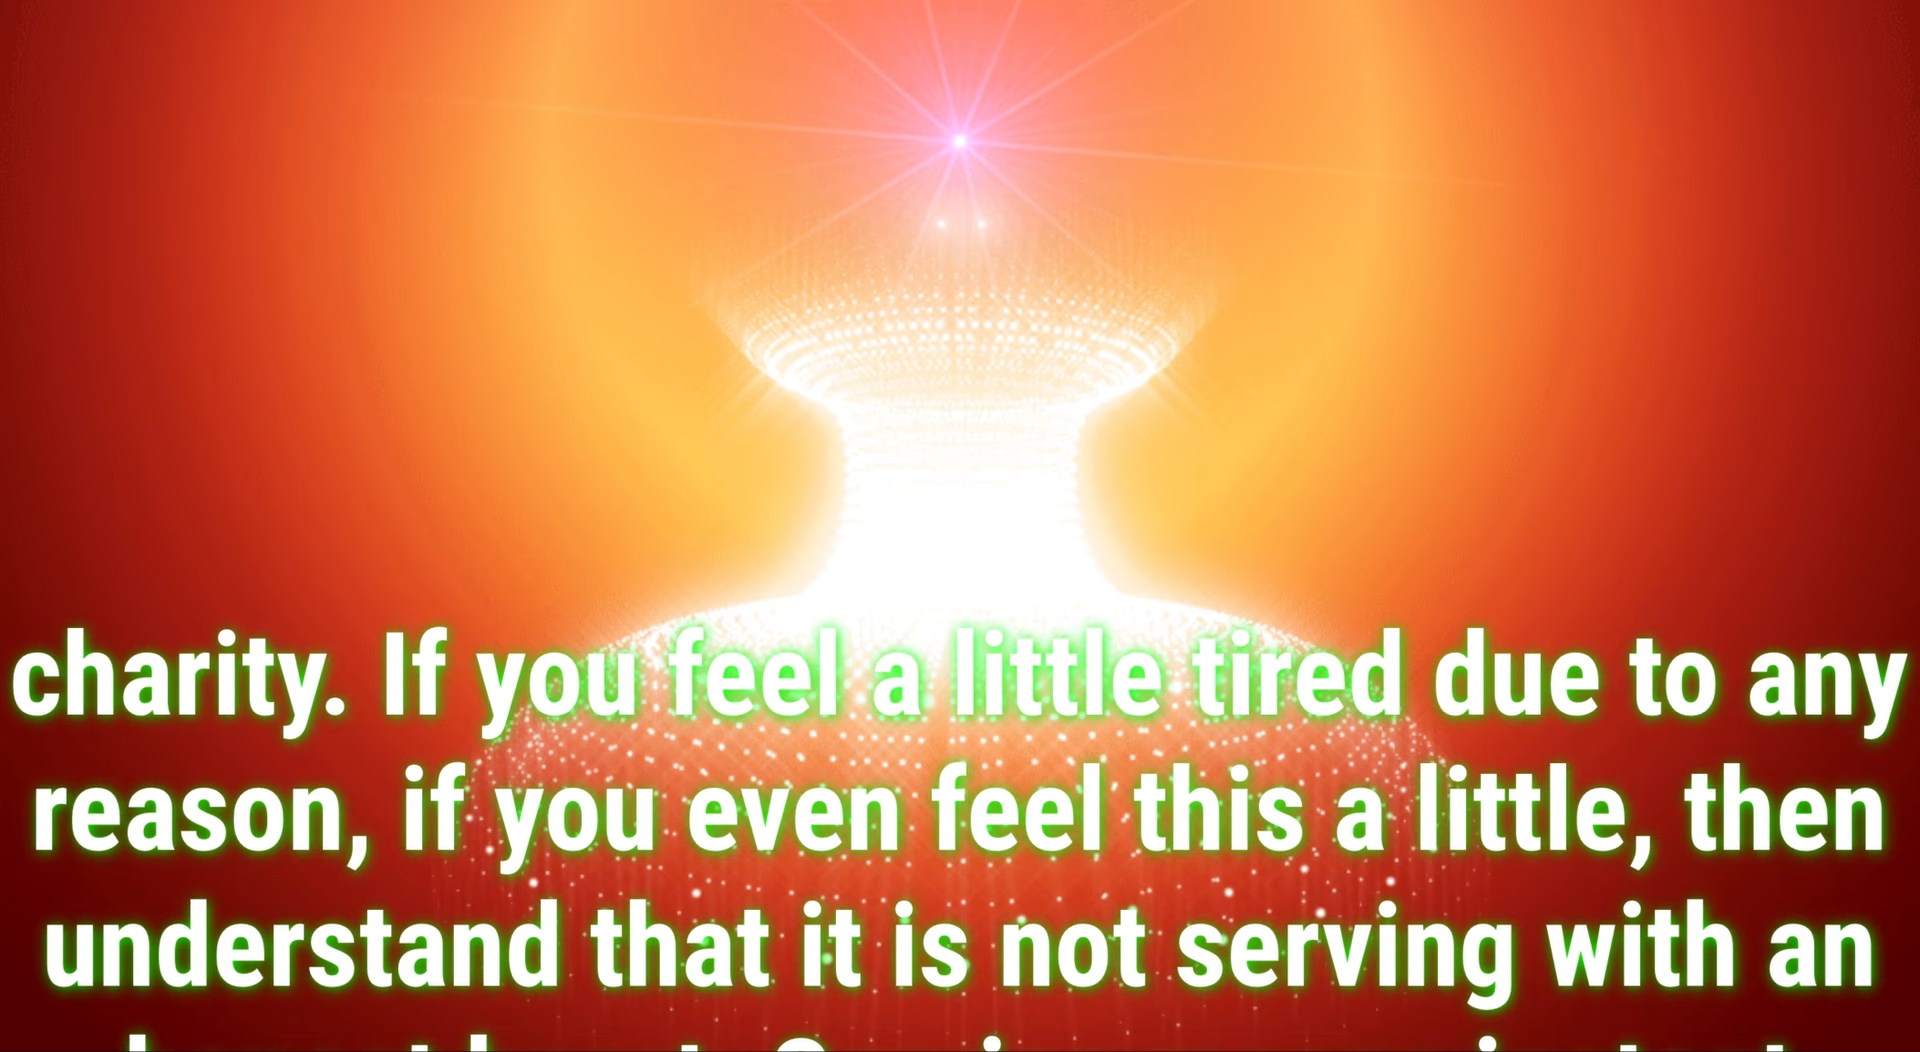 charity. If you feel a little tired due to any
reason, if you even feel this a little, then
understand that it is not serving with an